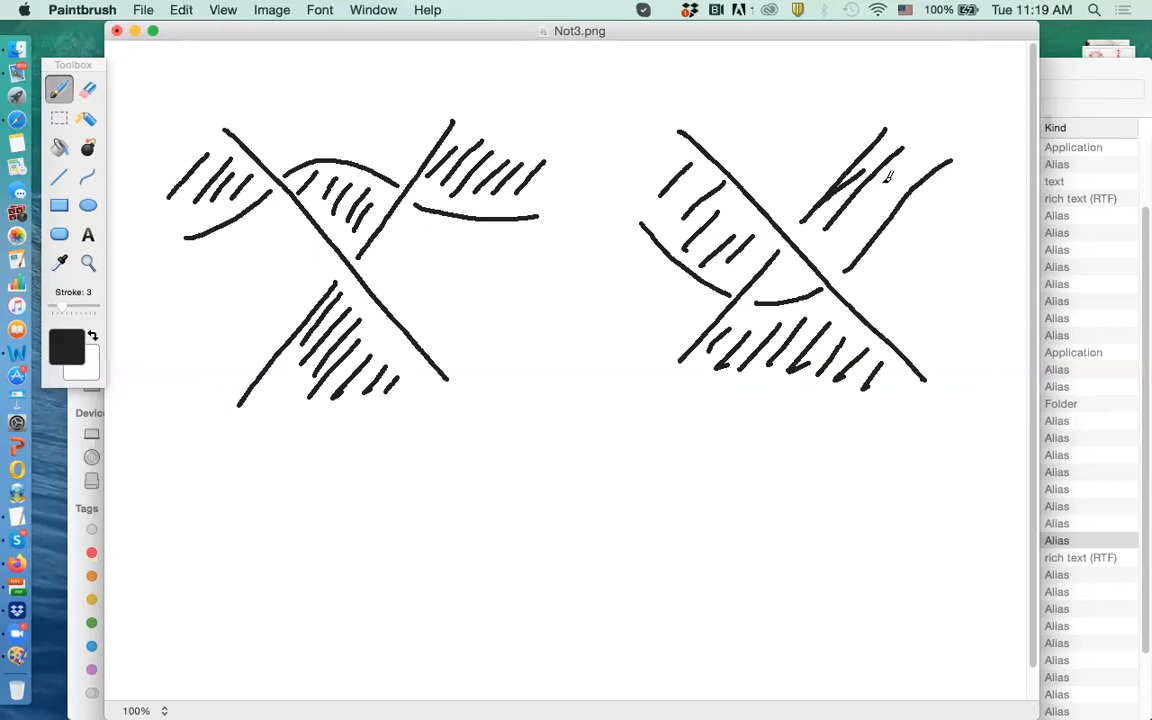 Paintbrush File Edit View Image Font Window Help
100% Tue 11:19 AM
Not3.png
Toolbox
A
Stroke: 3
Device
Tags
Kind
Application
Alias
text
rich text (RTF)
Alias
Alias
Alias
Alias
Alias
Alias
Alias
Alias
Application
Alias
Alias
Folder
Alias
Alias
Alias
Alias
Alias
Alias
Alias
Alias
rich text (RTF)
Alias
Alias
Alias
Alias
Alias
Alias
Alias
Alias
Alias
100%